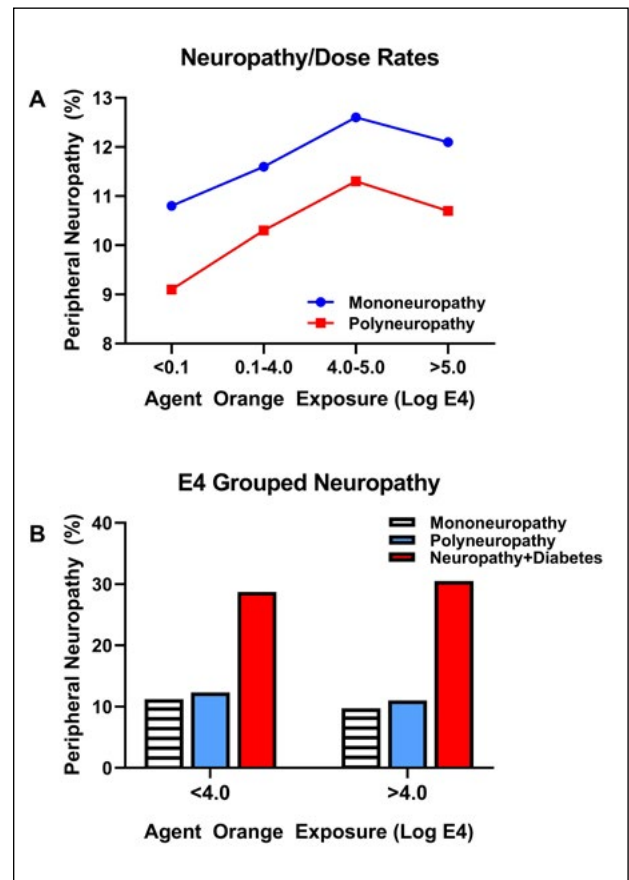 Neuropathy/Dose Rates
A
Peripheral Neuropathy (%)
13
12
11
10
9
8
Mononeuropathy
Polyneuropathy
<0.1 0.1-4.0 4.0-5.0 >5.0
Agent Orange Exposure (Log E4)
E4 Grouped Neuropathy
B
Peripheral Neuropathy (%)
40
30
20
10
0
Mononeuropathy
Polyneuropathy
Neuropathy+Diabetes
<4.0 >4.0
Agent Orange Exposure (Log E4)